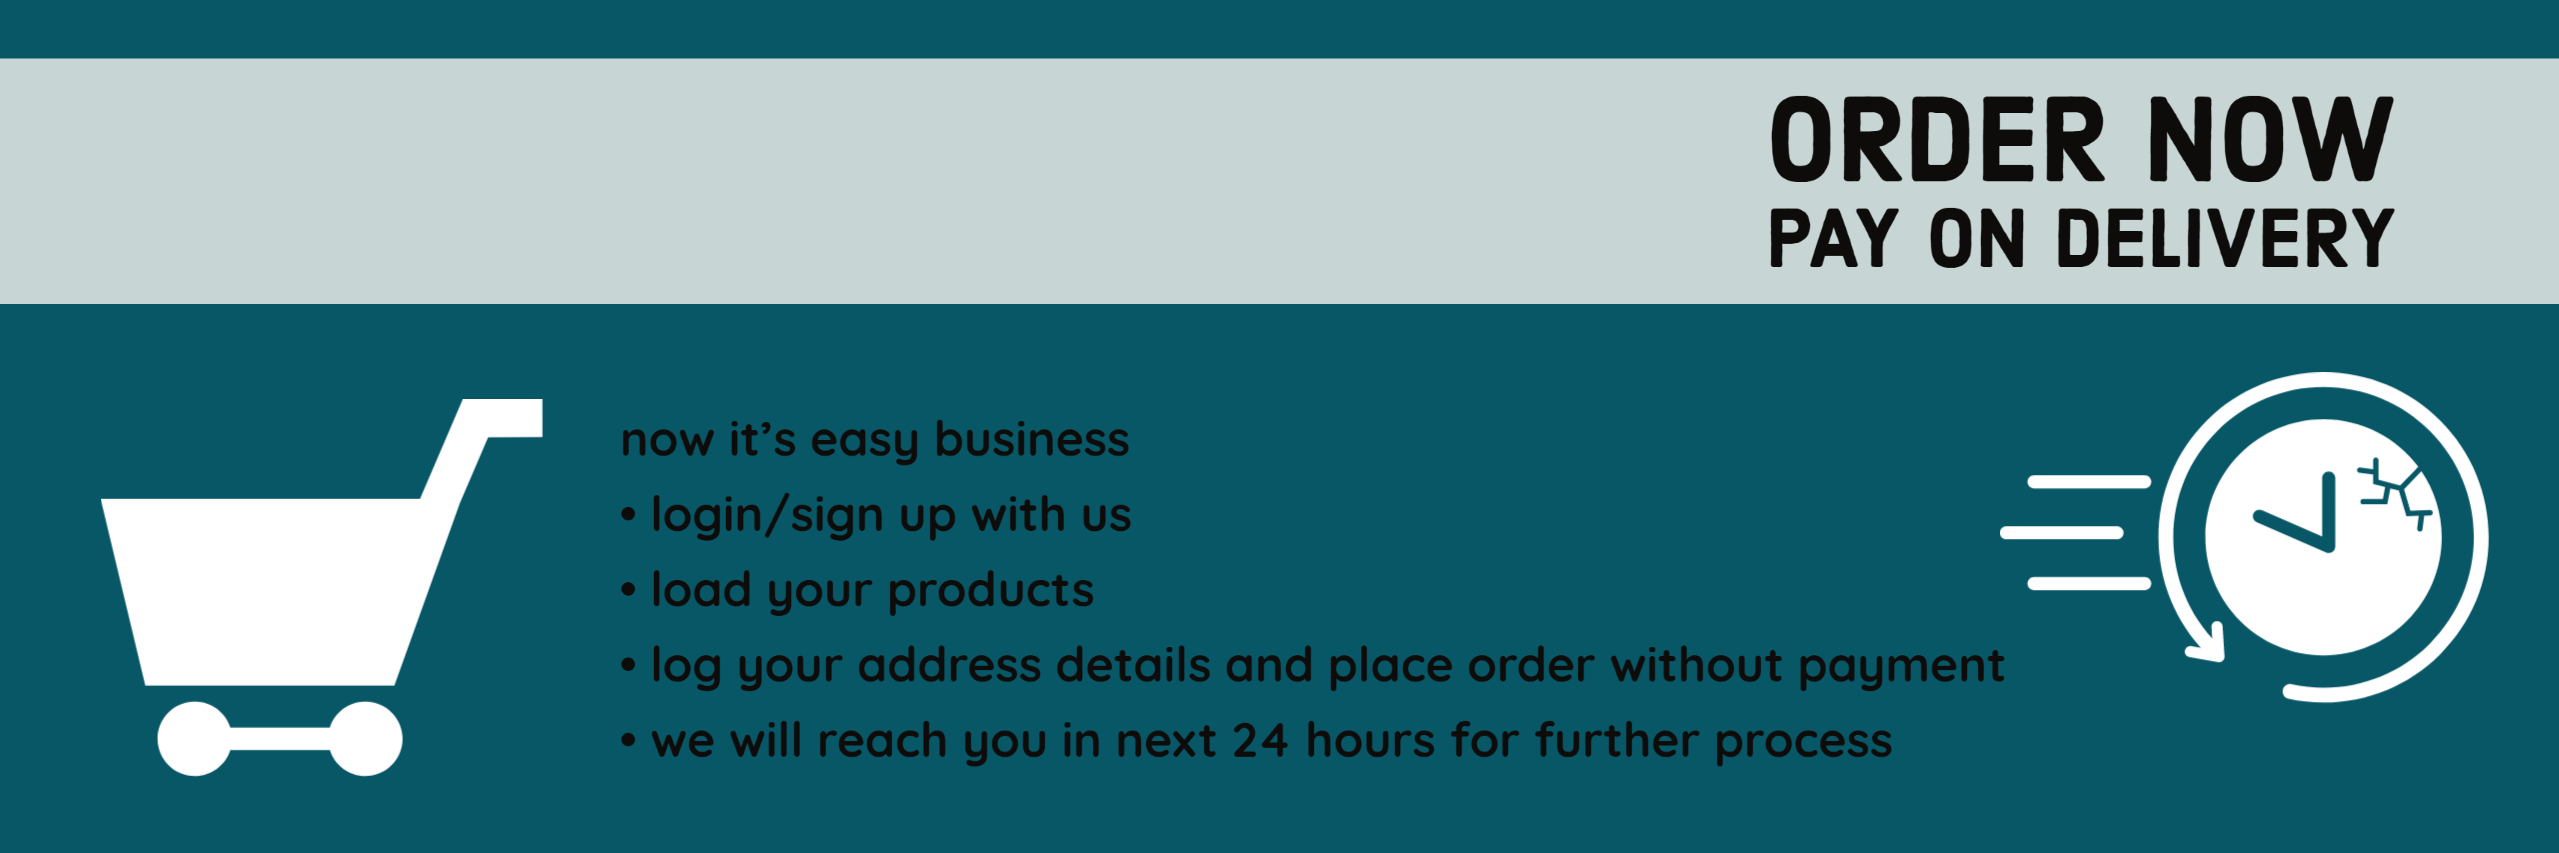 ORDER NOW
PAY ON DELIVERY
now it’s easy business
• login/sign up with us
• load your products
• log your address details and place order without payment
• we will reach you in next 24 hours for further process